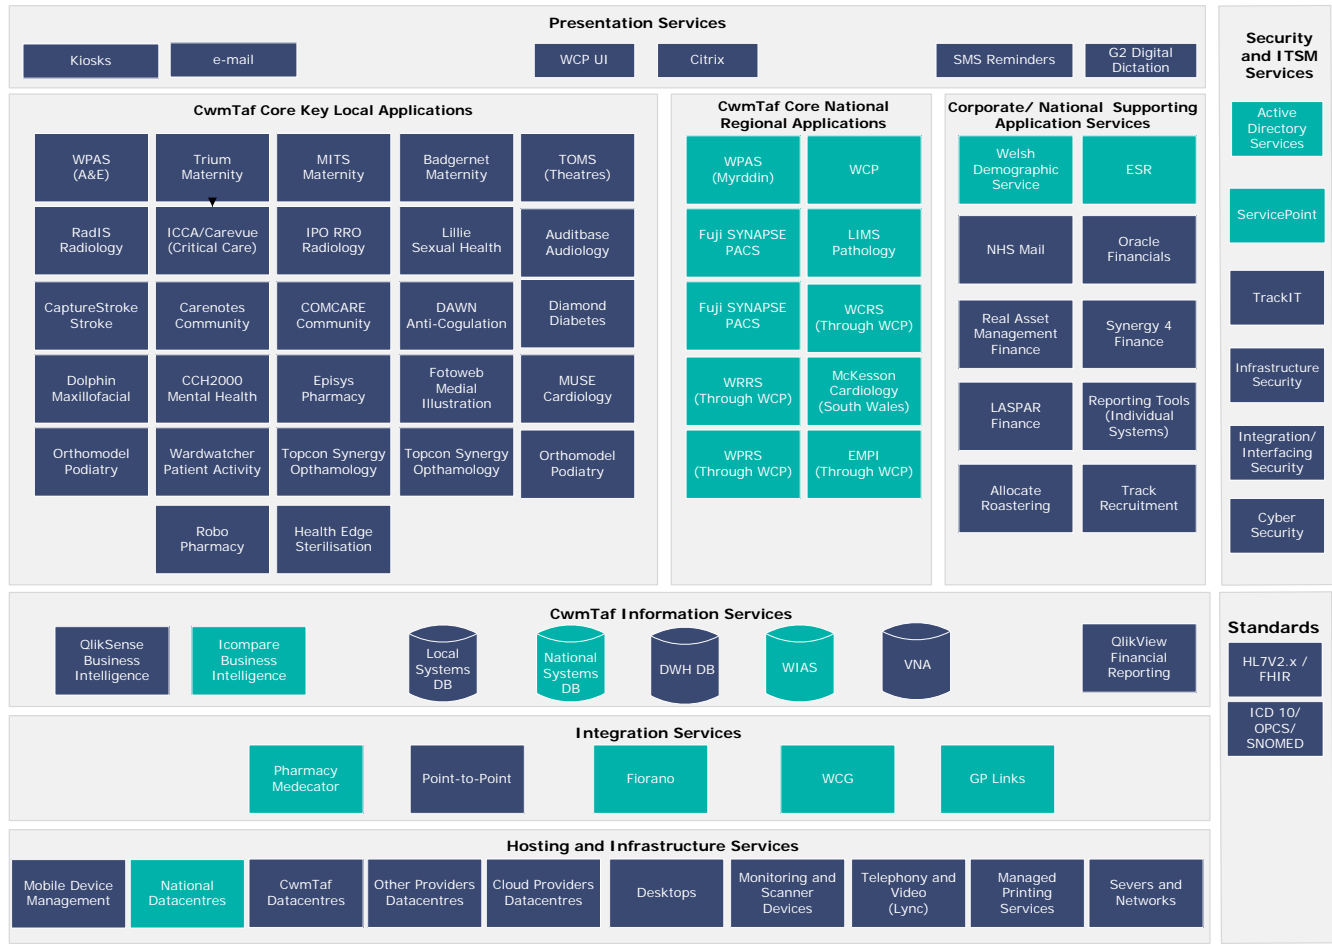 Presentation Services
Kiosks
e-mail
WCP UI
Citrix
SMS Reminders
G2 Digital
Dictation
CwmTaf Core Key Local Applications
WPAS
(A&E)
Trium
Maternity
MITS
Maternity
Badgernet
Maternity
TOMS
(Theatres)
RadIS
Radiology
ICCA/Carevue
(Critical Care)
IPO RRO
Radiology
Lillie
Sexual Health
Auditbase
Audiology
CaptureStroke
Stroke
Carenotes
Community
COMCARE
Community
DAWN
Anti-Cogulation
Diamond
Diabetes
Dolphin
Maxillofacial
CCH2000
Mental Health
Episys
Pharmacy
Fotoweb
Medial
Illustration
MUSE
Cardiology
Orthomodel
Podiatry
Wardwatcher
Patient Activity
Topcon Synergy
Opthamology
Topcon Synergy
Opthamology
Orthomodel
Podiatry
Robo
Pharmacy
Health Edge
Sterilisation
CwmTaf Core National
Regional Applications
WPAS
(Myrddin)
WCP
Fuji SYNAPSE
PACS
LIMS
Pathology
Fuji SYNAPSE
PACS
WCRS
(Through WCP)
WRRS
(Through WCP)
McKesson
Cardiology
(South Wales)
WPRS
(Through WCP)
EMPI
(Through WCP)
Corporate/ National  Supporting
Application Services
Welsh
Demographic
Service
ESR
NHS Mail
Oracle
Financials
Real Asset
Management
Finance
Synergy 4
Finance
LASPAR
Finance
Reporting Tools
(Individual
Systems)
Allocate
Roastering
Track
Recruitment
Security
and ITSM
Services
Active
Directory
Services
ServicePoint
TrackIT
Infrastructure
Security
Integration/
Interfacing
Security
Cyber
Security
CwmTaf Information Services
QlikSense
Business
Intelligence
Icompare
Business
Intelligence
Local
Systems
DB
National
Systems
DB
DWH DB
WIAS
VNA
QlikView
Financial
Reporting
Standards
HL7V2.x /
FHIR
ICD 10/
OPCS/
SNOMED
Integration Services
Pharmacy
Medecator
Point-to-Point
Fiorano
WCG
GP Links
Hosting and Infrastructure Services
Mobile Device
Management
National
Datacentres
CwmTaf
Datacentres
Other Providers
Datacentres
Cloud Providers
Datacentres
Desktops
Monitoring and
Scanner
Devices
Telephony and
Video
(Lync)
Managed
Printing
Services
Severs and
Networks